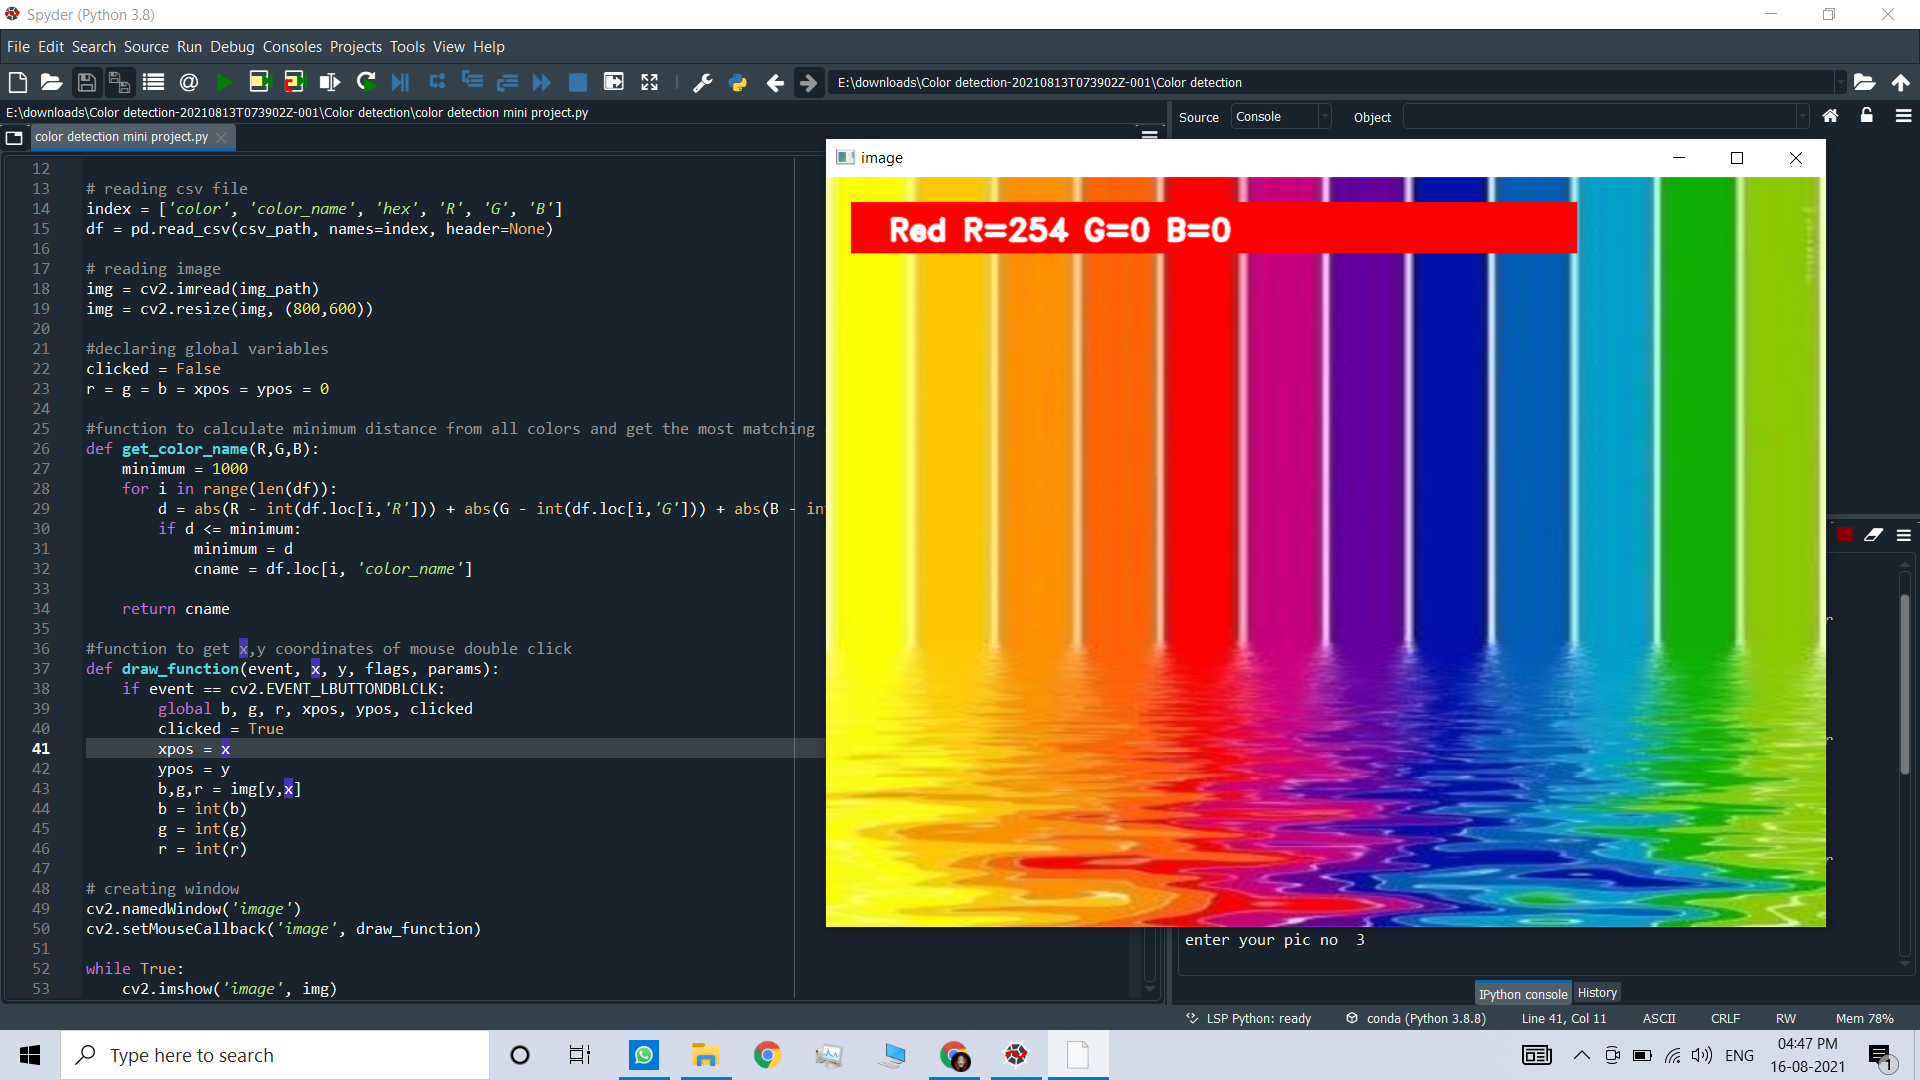 Spyder (Python 3.8)
File Edit Search Source Run Debug Consoles Projects Tools View Help
E:\downloads\Color detection-20210813T073902Z-001\Color detection
E:\downloads\Color detection-20210813T073902Z-001\Color detection\color detection mini project.py
Source Console Object
color detection mini project.py
12
13 # reading csv file
14 index = ['color', 'color_name', 'hex', 'R', 'G', 'B']
15 df = pd.read_csv(csv_path, names=index, header=None)
16
17 # reading image
18 img = cv2.imread(img_path)
19 img = cv2.resize(img, (800,600))
20
21 #declaring global variables
22 clicked = False
23 r = g = b = xpos = ypos = 0
24
25 #function to calculate minimum distance from all colors and get the most matching
26 def get_color_name(R,G,B):
27 minimum = 1000
28 for i in range(len(df)):
29 d = abs(R - int(df.loc[i,'R'])) + abs(G - int(df.loc[i,'G'])) + abs(B - in
30 if d <= minimum:
31 minimum = d
32 cname = df.loc[i, 'color_name']
33
34 return cname
35
36 #function to get x,y coordinates of mouse double click
37 def draw_function(event, x, y, flags, params):
38 if event == cv2.EVENT_LBUTTONDBLCLK:
39 global b, g, r, xpos, ypos, clicked
40 clicked = True
41 xpos = x
42 ypos = y
43 b,g,r = img[y,x]
44 b = int(b)
45 g = int(g)
46 r = int(r)
47
48 # creating window
49 cv2.namedWindow('image')
50 cv2.setMouseCallback('image', draw_function)
51
52 while True:
53 cv2.imshow('image', img)
image
Red R=254 G=0 B=0
enter your pic no 3
IPython console History
LSP Python: ready conda (Python 3.8.8) Line 41, Col 11 ASCII CRLF RW Mem 78%
Type here to search
ENG
04:47 PM
16-08-2021
1